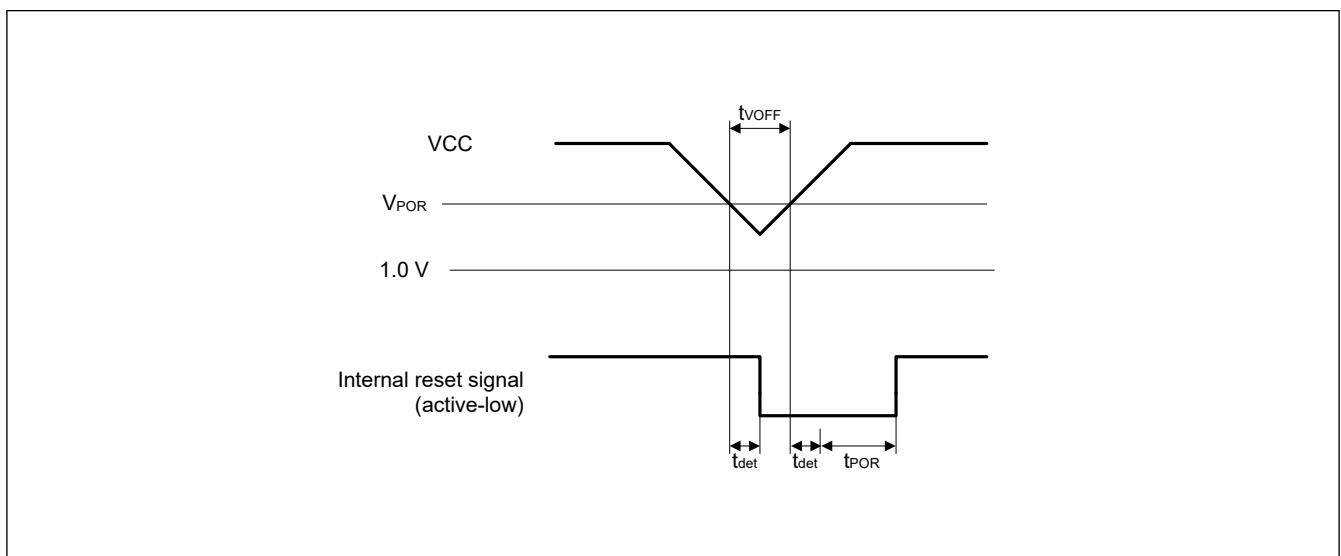 tVOFF
VCC
VPOR
1.0 V
Internal reset signal
(active-low)
tdet
tdet
tPOR